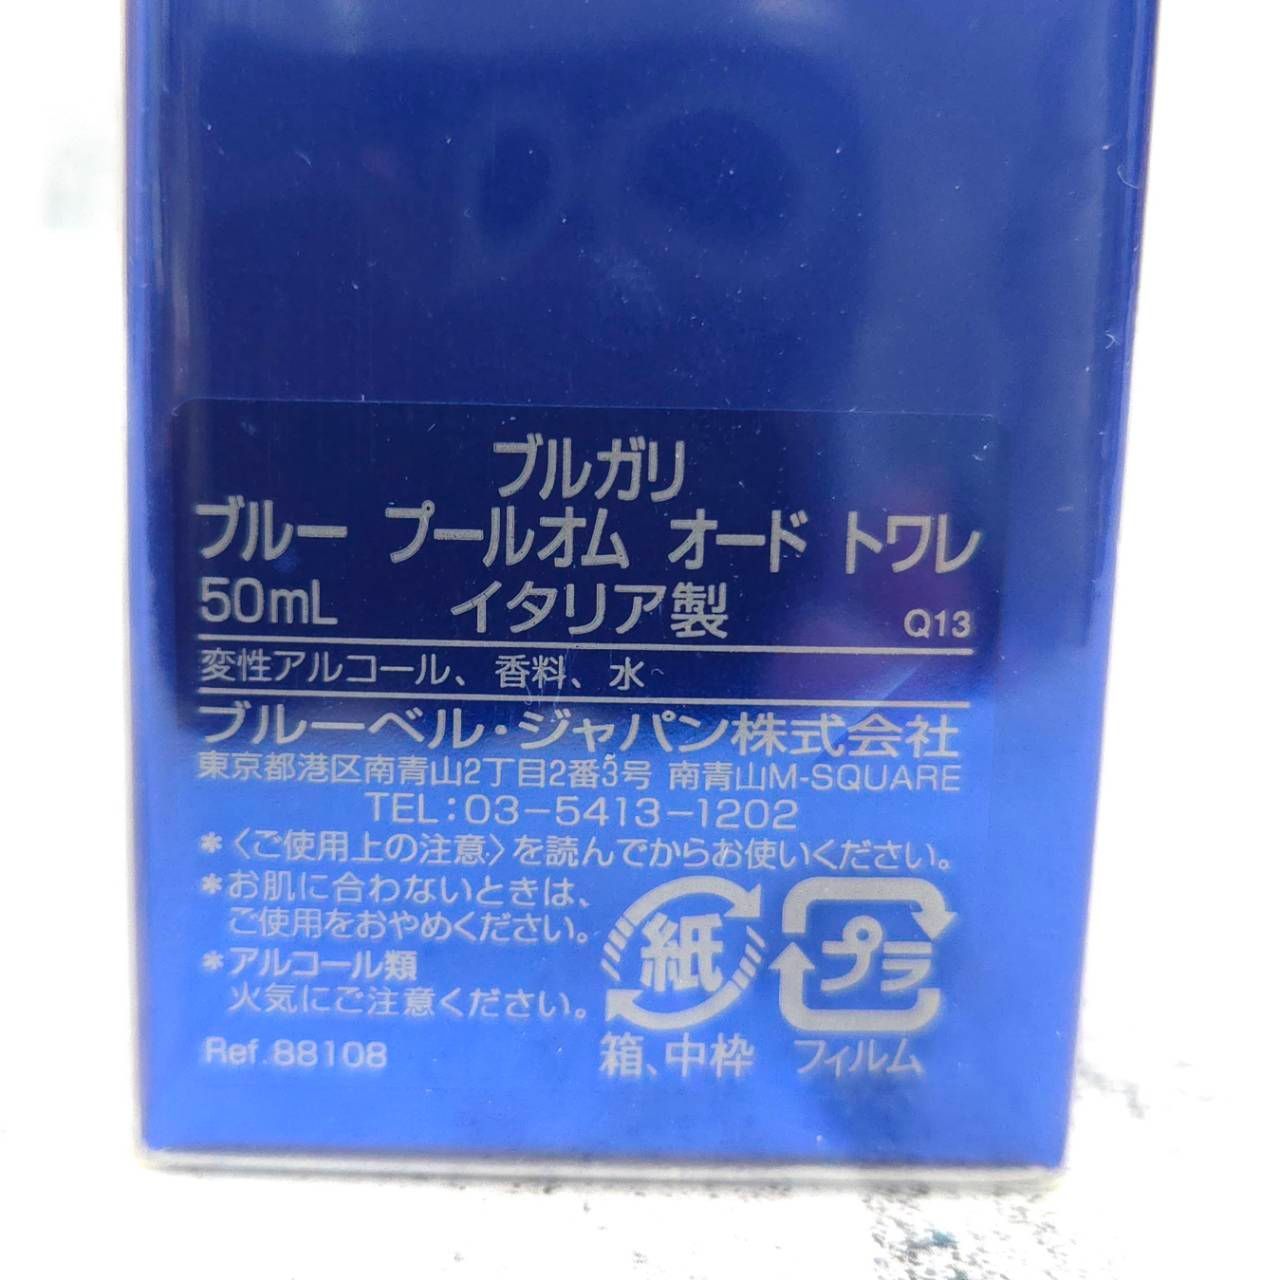 ブルガリ
ブルー プールオム オード トワレ
50mL イタリア製 Q13
変性アルコール、香料、水
ブルーベル・ジャパン株式会社
東京都港区南青山2丁目2番3号 南青山M-SQUARE
TEL:03-5413-1202
*〈ご使用上の注意〉を読んでからお使いください。
*お肌に合わないときは、
ご使用をおやめください。
*アルコール類
火気にご注意ください。
Ref.88108
紙
箱、中枠
プラ
フィルム